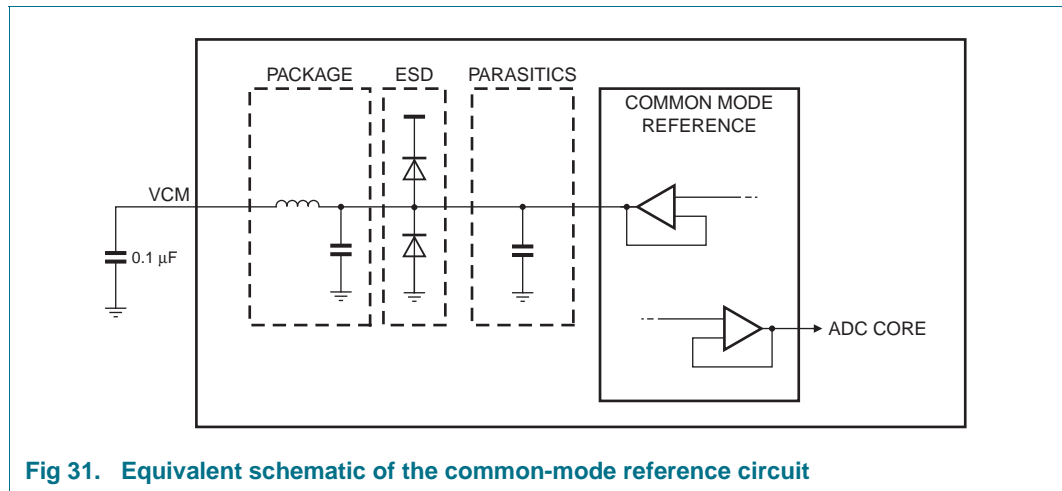 PACKAGE ESD PARASITICS
COMMON MODE
REFERENCE
VCM
0.1 μF
ADC CORE
Fig 31. Equivalent schematic of the common-mode reference circuit